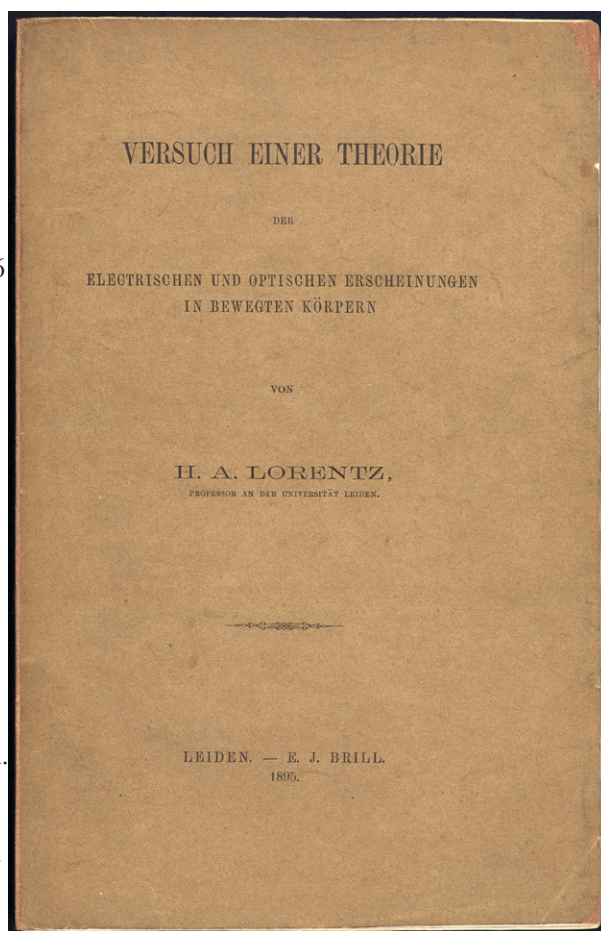 VERSUCH EINER THEORIE
DER
ELECTRISCHEN UND OPTISCHEN ERSCHEINUNGEN
IN BEWEGTEN KÖRPERN
VON
H. A. LORENTZ,
PROFESSOR AN DER UNIVERSITÄT LEIDEN.
LEIDEN. — E. J. BRILL.
1895.